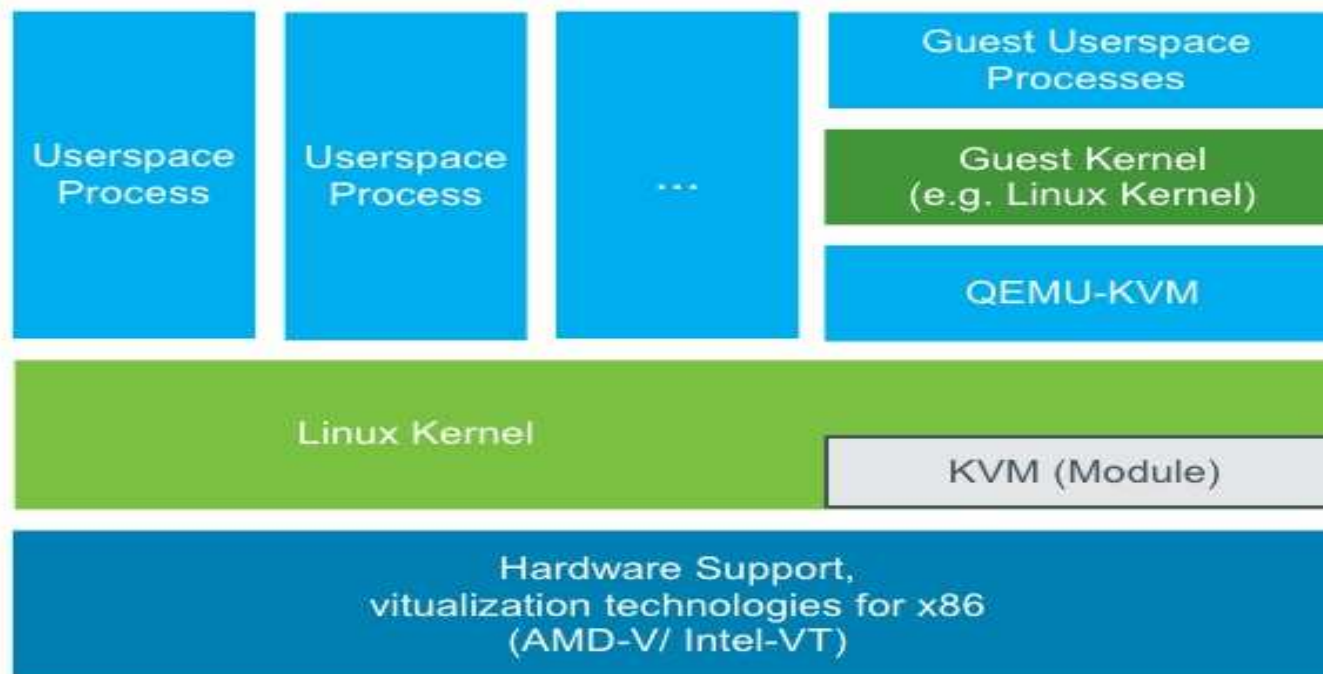 Userspace
Process
Userspace
Process
...
Guest Userspace
Processes
Guest Kernel
(e.g. Linux Kernel)
QEMU-KVM
Linux Kernel
KVM (Module)
Hardware Support,
vitualization technologies for x86
(AMD-V/ Intel-VT)